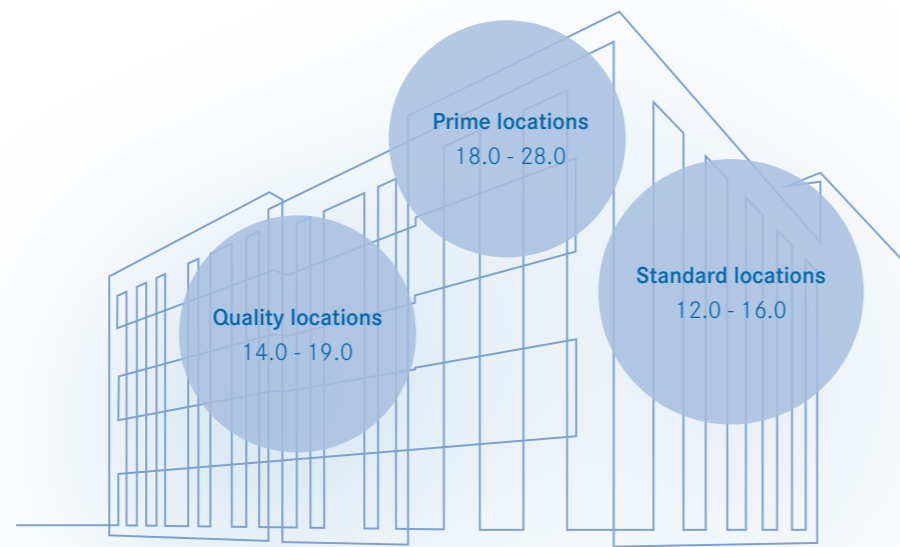 Prime locations
18.0 - 28.0
Standard locations
12.0 - 16.0
Quality locations
14.0 - 19.0